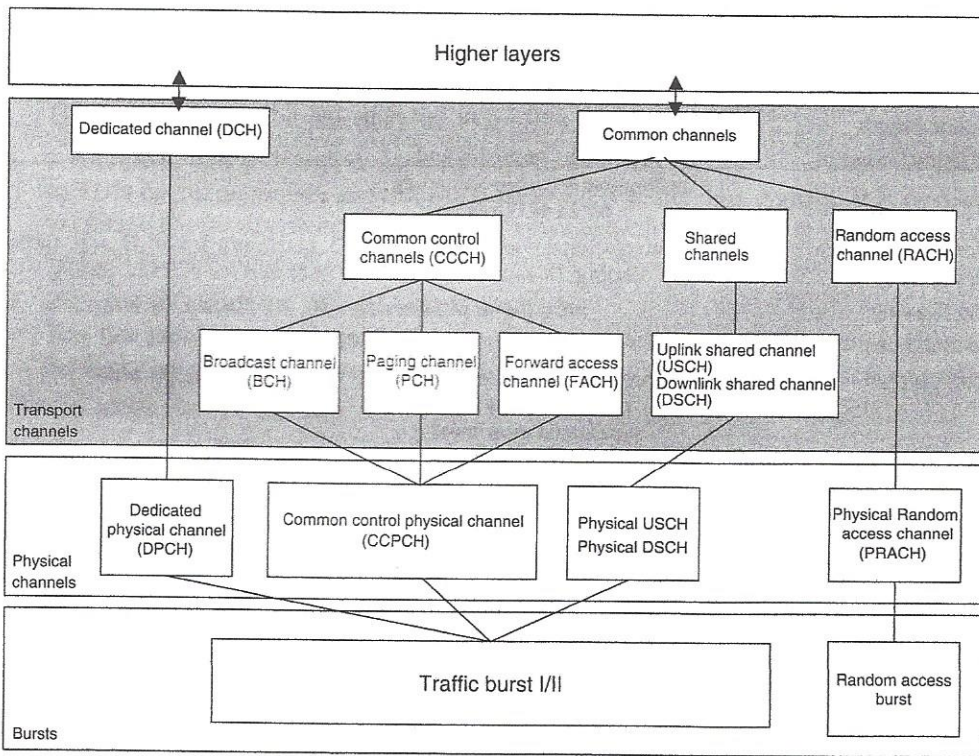 Higher layers
Dedicated channel (DCH)
Common channels
Common control
channels (CCCH)
Shared
channels
Random access
channel (RACH)
Broadcast channel
(BCH)
Paging channel
(PCH)
Forward access
channel (FACH)
Uplink shared channel
(USCH)
Downlink shared channel
(DSCH)
Transport
channels
Dedicated
physical channel
(DPCH)
Common control physical channel
(CCPCH)
Physical USCH
Physical DSCH
Physical Random
access channel
(PRACH)
Physical
channels
Traffic burst I/II
Random access
burst
Bursts